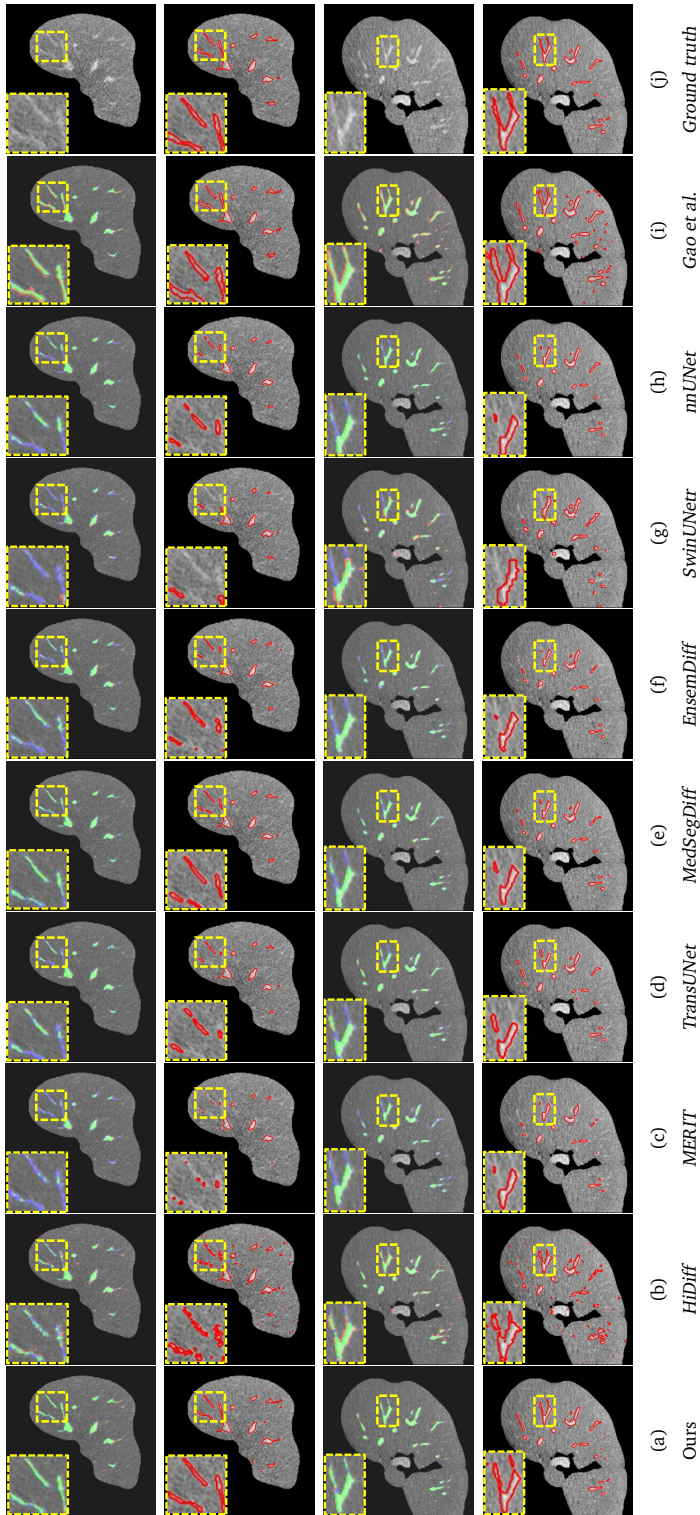 (a)
Ours
(b)
HiDiff
(c)
MERIT
(d)
TransUNet
(e)
MedSegDiff
(f)
EnsemDiff
(g)
SwinUNetr
(h)
nnUNet
(i)
Gao et al.
(j)
Ground truth